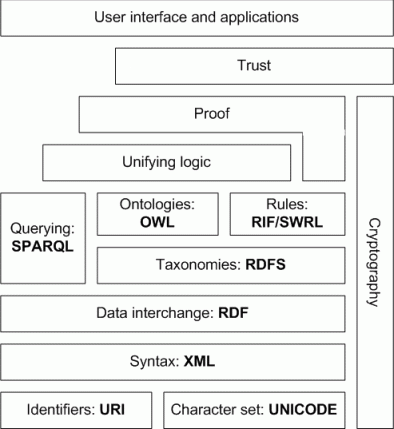 User interface and applications
Trust
Proof
Unifying logic
Querying:
SPARQL
Ontologies:
OWL
Rules:
RIF/SWRL
Cryptography
Taxonomies: RDFS
Data interchange: RDF
Syntax: XML
Identifiers: URI
Character set: UNICODE